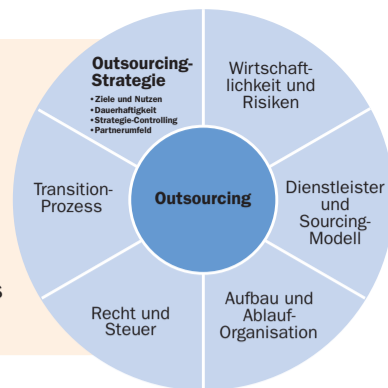 Outsourcing-
Strategie
• Ziele und Nutzen
• Dauerhaftigkeit
• Strategie-Controlling
• Partnerumfeld
Wirtschaft-
lichkeit und
Risiken
Transition-
Prozess
Outsourcing
Dienstleister
und
Sourcing-
Modell
s
Recht und
Steuer
Aufbau und
Ablauf-
Organisation